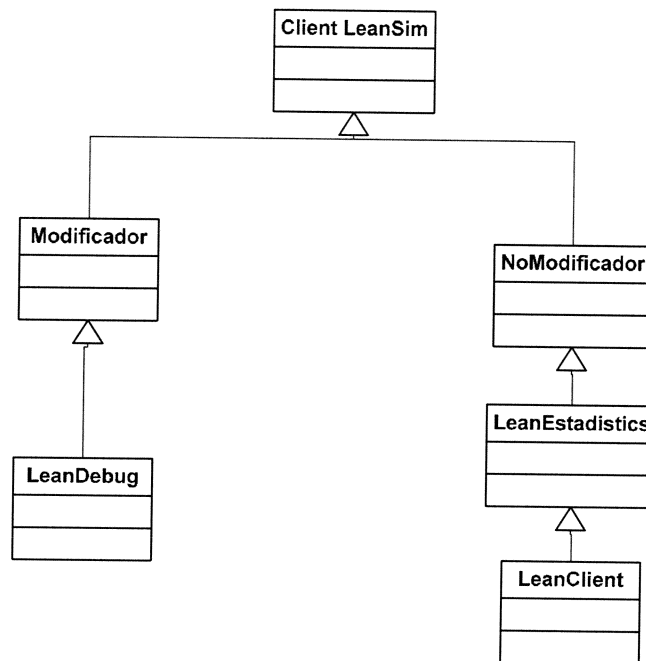 Client LeanSim
Modificador
NoModificador
LeanEstadistics
LeanDebug
LeanClient